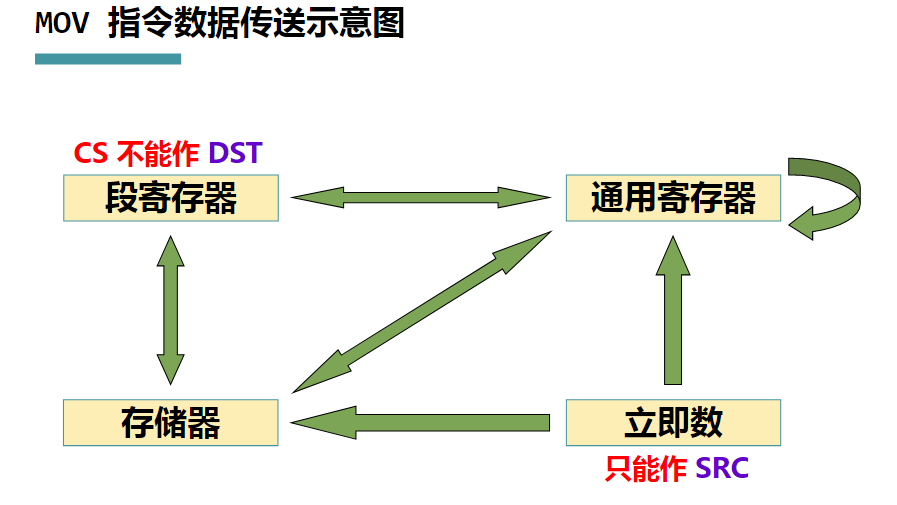 MOV 指令数据传送示意图
CS 不能作 DST
段寄存器
通用寄存器
存储器
立即数
只能作 SRC